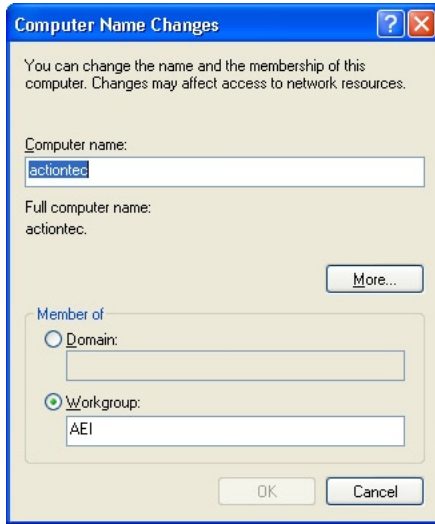 Computer Name Changes
You can change the name and the membership of this
computer. Changes may affect access to network resources.
Computer name:
actiontec
Full computer name:
actiontec.
More...
Member of
Domain:
Workgroup:
AEI
OK
Cancel